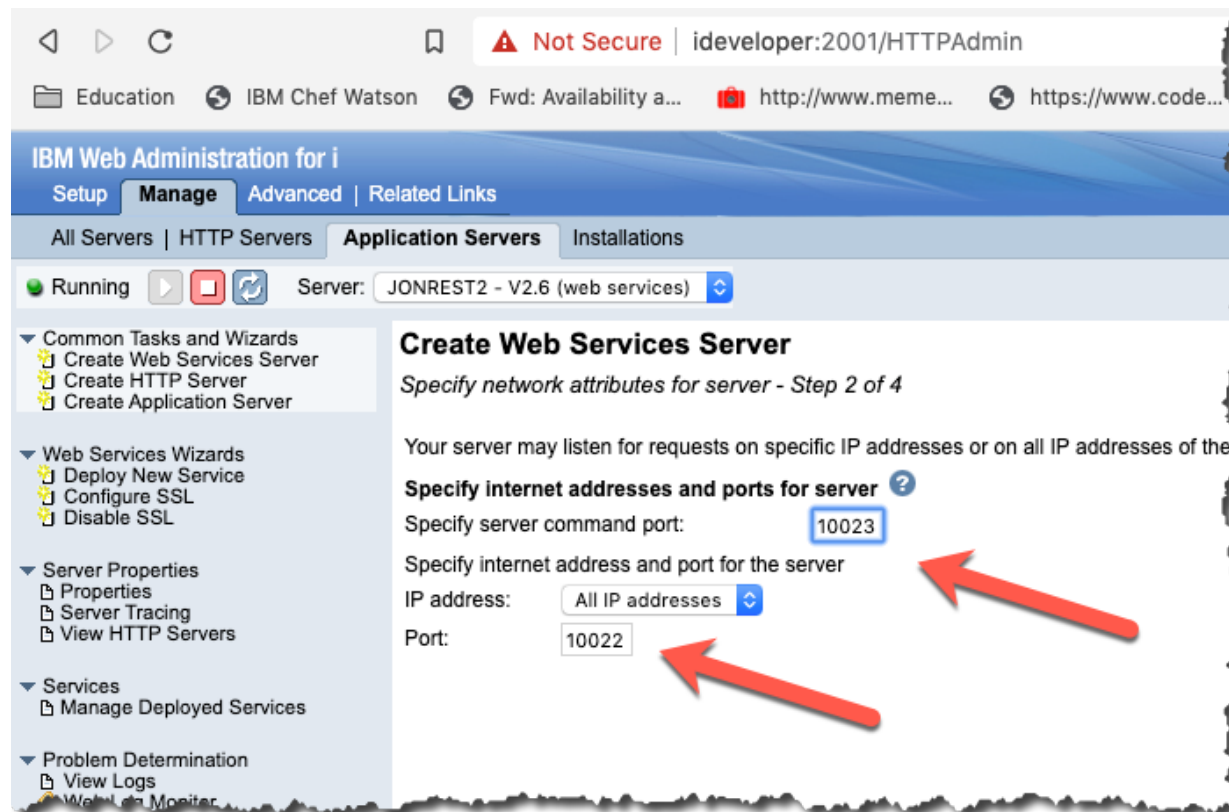 Not Secure | ideveloper:2001/HTTPAdmin
Education IBM Chef Watson Fwd: Availability a... http://www.meme... https://www.code...
IBM Web Administration for i
Setup Manage Advanced | Related Links
All Servers | HTTP Servers Application Servers Installations
Running Server: JONREST2 - V2.6 (web services)
Common Tasks and Wizards
Create Web Services Server
Create HTTP Server
Create Application Server
Web Services Wizards
Deploy New Service
Configure SSL
Disable SSL
Server Properties
Properties
Server Tracing
View HTTP Servers
Services
Manage Deployed Services
Problem Determination
View Logs
Web Log Monitor
Create Web Services Server
Specify network attributes for server - Step 2 of 4
Your server may listen for requests on specific IP addresses or on all IP addresses of the
Specify internet addresses and ports for server ?
Specify server command port: 10023
Specify internet address and port for the server
IP address: All IP addresses
Port: 10022